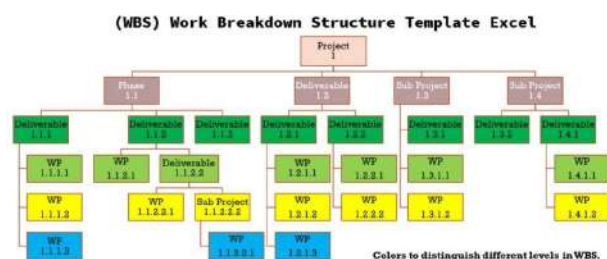 (WBS) Work Breakdown Structure Template Excel
Project
1
Phase
1.1
Deliverable
1.2
Sub Project
1.3
Sub Project
1.4
Deliverable
1.1.1
Deliverable
1.1.2
Deliverable
1.1.3
Deliverable
1.2.1
Deliverable
1.2.2
Deliverable
1.3.1
Deliverable
1.3.2
Deliverable
1.4.1
WP
1.1.1.1
WP
1.1.2.1
Deliverable
1.1.2.2
WP
1.2.1.1
WP
1.2.2.1
WP
1.3.1.1
WP
1.4.1.1
WP
1.1.1.2
WP
1.1.2.2.1
Sub Project
1.1.2.2.2
WP
1.2.1.2
WP
1.2.2.2
WP
1.3.1.2
WP
1.4.1.2
WP
1.1.1.3
WP
WP
1.2.1.3
Colors to distinguish different levels in WBS.